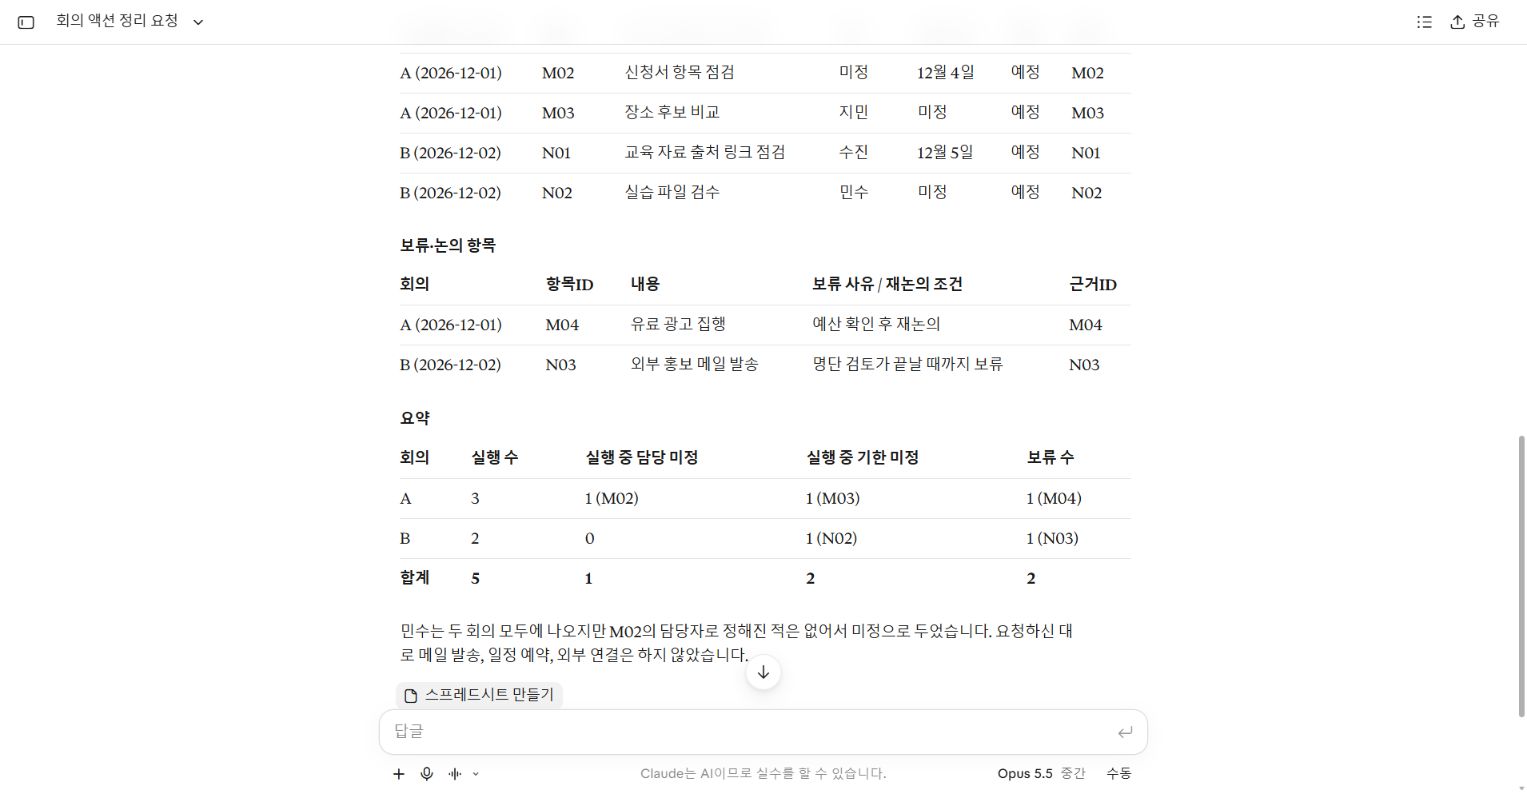 회의 액션 정리 요청
공유
A (2026-12-01) M02 신청서 항목 점검 미정 12월 4일 예정 M02
A (2026-12-01) M03 장소 후보 비교 지민 미정 예정 M03
B (2026-12-02) N01 교육 자료 출처 링크 점검 수진 12월 5일 예정 N01
B (2026-12-02) N02 실습 파일 검수 민수 미정 예정 N02
보류·논의 항목
회의 항목ID 내용 보류 사유 / 재논의 조건 근거ID
A (2026-12-01) M04 유료 광고 집행 예산 확인 후 재논의 M04
B (2026-12-02) N03 외부 홍보 메일 발송 명단 검토가 끝날 때까지 보류 N03
요약
회의 실행 수 실행 중 담당 미정 실행 중 기한 미정 보류 수
A 3 1 (M02) 1 (M03) 1 (M04)
B 2 0 1 (N02) 1 (N03)
합계 5 1 2 2
민수는 두 회의 모두에 나오지만 M02의 담당자로 정해진 적은 없어서 미정으로 두었습니다. 요청하신 대
로 메일 발송, 일정 예약, 외부 연결은 하지 않았습니다.
스프레드시트 만들기
답글
Claude는 AI이므로 실수를 할 수 있습니다.
Opus 5.5 중간 수동